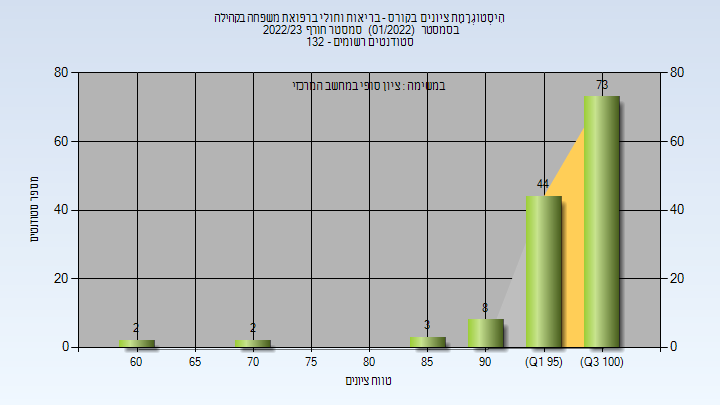 היסטוגרמת ציונים בקורס - בריאות וחולי ברפואת משפחה בקהילה
בסמסטר (01/2022) סמסטר חורף 2022/23
סטודנטים רשומים - 132
במשימה : ציון סופי במחשב המרכזי
80
60
40
20
0
80
60
40
20
0
מספר סטודנטים
2
2
3
8
44
73
60
65
70
75
80
85
90
(Q1 95)
(Q3 100)
טווח ציונים